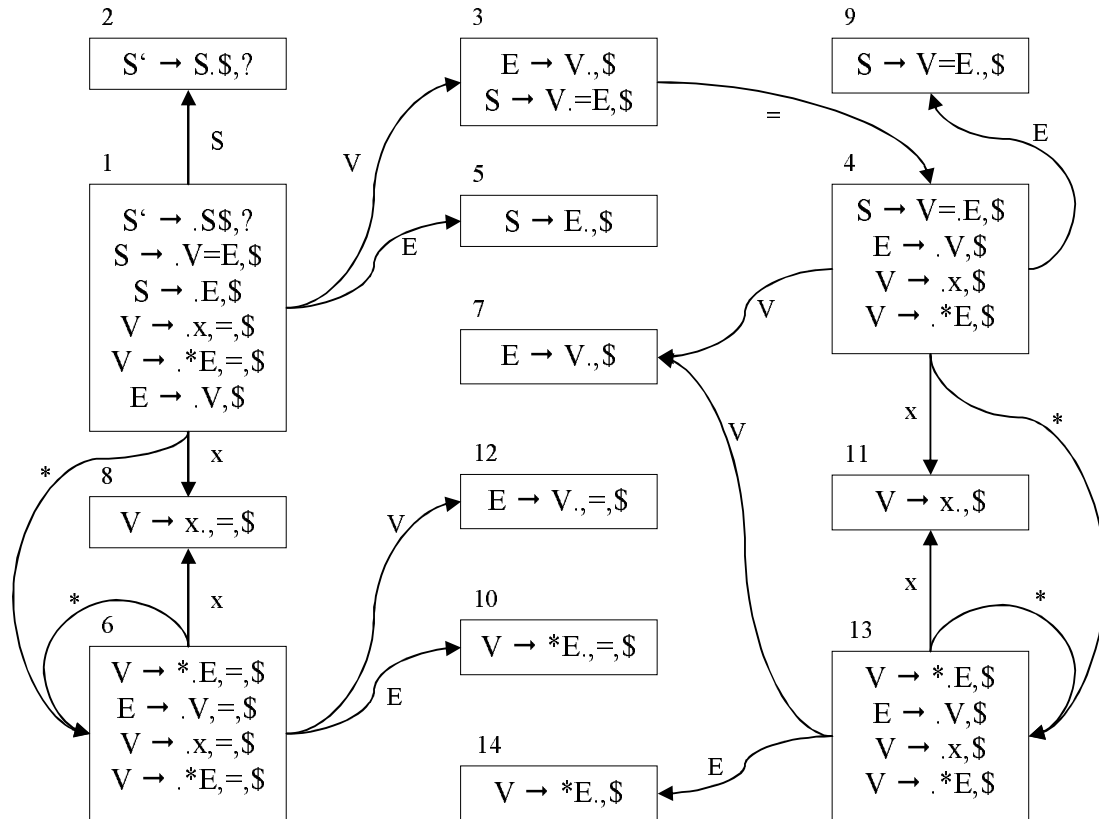 2
S‘ → S.$,?
S
1
S‘ → .S$,?
S → .V=E,$
S → .E,$
V → .x,=,$
V → .*E,=,$
E → .V,$
*
x
8
V → x.,=,$
*
x
6
V → *.E,=,$
E → .V,=,$
V → .x,=,$
V → .*E,=,$
3
E → V.,$
S → V.=E,$
V
=
5
S → E.,$
E
7
E → V.,$
V
V
12
E → V.,=,$
V
10
V → *E.,=,$
E
14
V → *E.,$
E
9
S → V=E.,$
E
4
S → V=.E,$
E → .V,$
V → .x,$
V → .*E,$
x
*
11
V → x.,$
x
*
13
V → *.E,$
E → .V,$
V → .x,$
V → .*E,$